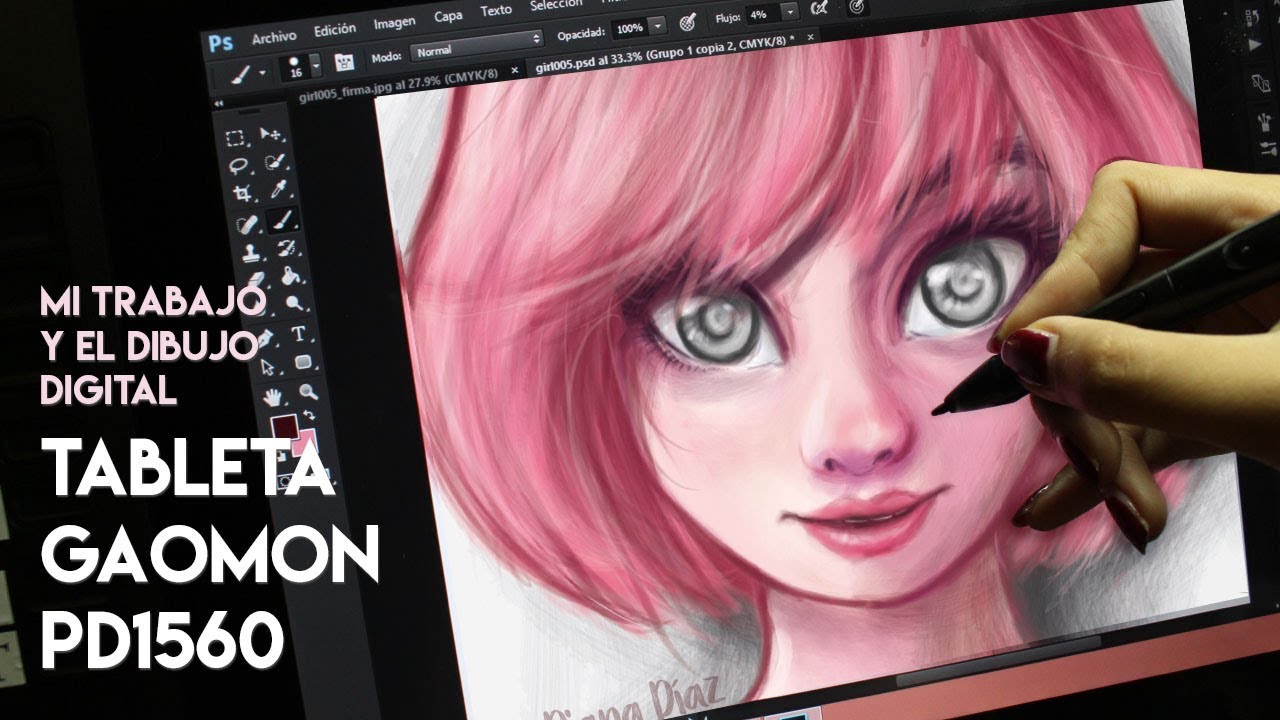 Ps Archivo Edición Imagen Capa Texto Selección
16 Modo: Normal Opacidad: 100% Flujo: 4%
girl005_firma.jpg al 27.9% (CMYK/8) × girl005.psd al 33.3% (Grupo 1 copia 2, CMYK/8) * ×
T
MI TRABAJO
Y EL DIBUJO
DIGITAL
TABLETA
GAOMON
PD1560
Diana Díaz